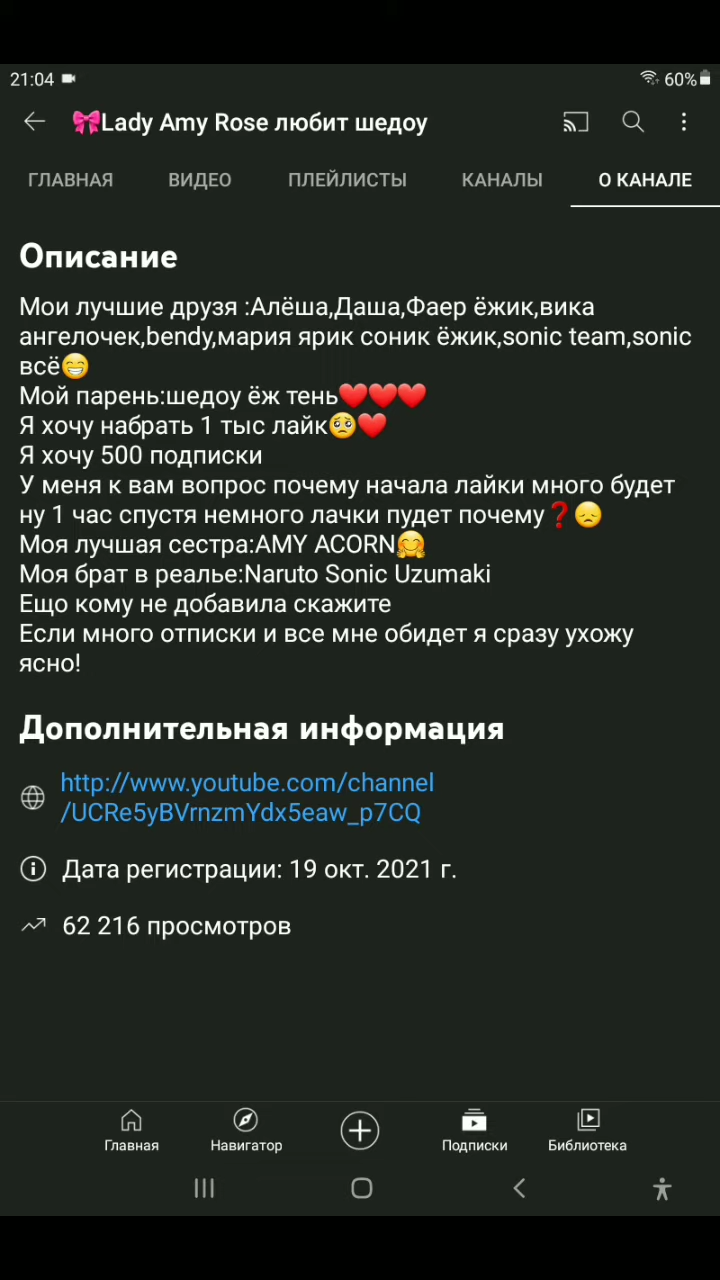 21:04
60%
🎀Lady Amy Rose любит шедоу
ГЛАВНАЯ ВИДЕО ПЛЕЙЛИСТЫ КАНАЛЫ О КАНАЛЕ
Описание
Мои лучшие друзя :Алёша,Даша,Фаер ёжик,вика
ангелочек,bendy,мария ярик соник ёжик,sonic team,sonic
всё😁
Мой парень:шедоу ёж тень❤️❤️❤️
Я хочу набрать 1 тыс лайк🥺❤️
Я хочу 500 подписки
У меня к вам вопрос почему начала лайки много будет
ну 1 час спустя немного лачки пудет почему❓😞
Моя лучшая сестра:AMY ACORN🤗
Моя брат в реалье:Naruto Sonic Uzumaki
Ещо кому не добавила скажите
Если много отписки и все мне обидет я сразу ухожу
ясно!
Дополнительная информация
http://www.youtube.com/channel
/UCRe5yBVrnzmYdx5eaw_p7CQ
Дата регистрации: 19 окт. 2021 г.
62 216 просмотров
Главная Навигатор Подписки Библиотека